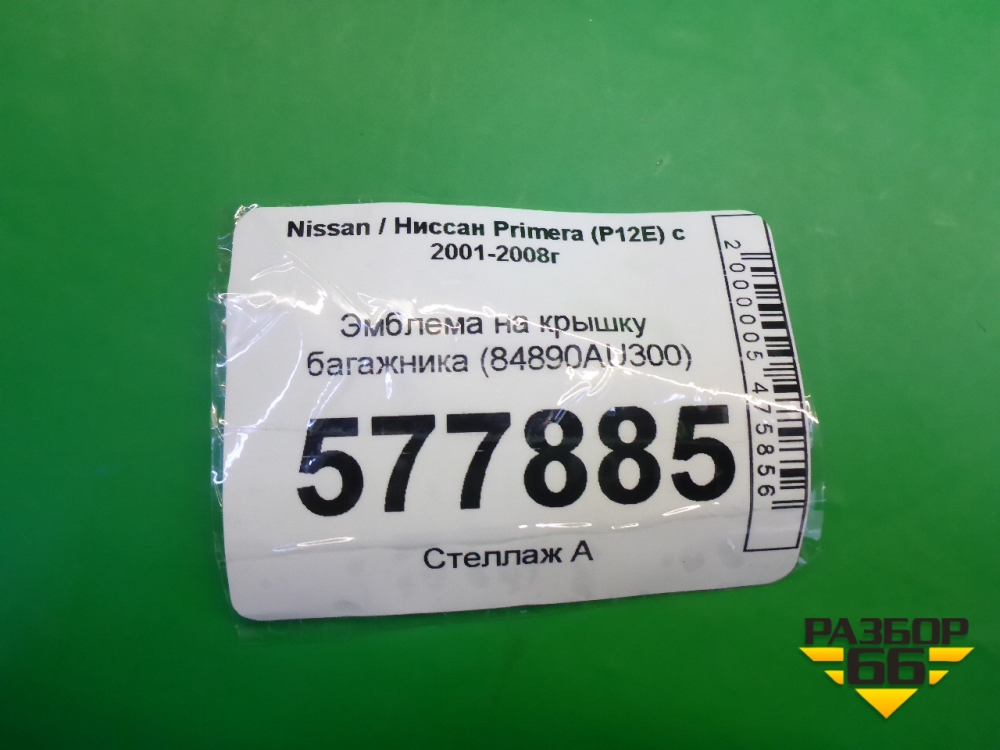 Nissan / Ниссан Primera (P12E) с
2001-2008г
Эмблема на крышку
багажника (84890AU300)
577885
Стеллаж А
2000005475856
РАЗБОР
66